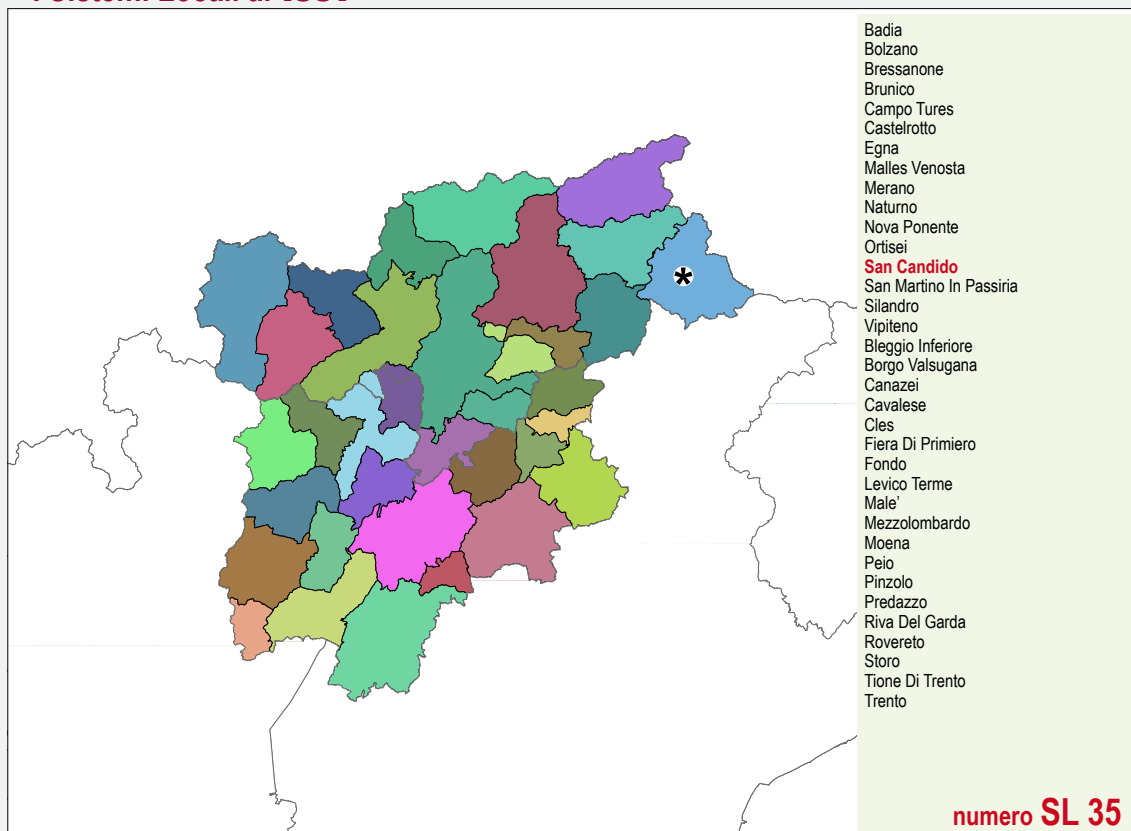 Badia
Bolzano
Bressanone
Brunico
Campo Tures
Castelrotto
Egna
Malles Venosta
Merano
Naturno
Nova Ponente
Ortisei
San Candido
San Martino In Passiria
Silandro
Vipiteno
Bleggio Inferiore
Borgo Valsugana
Canazei
Cavalese
Cles
Fiera Di Primiero
Fondo
Levico Terme
Male’
Mezzolombardo
Moena
Peio
Pinzolo
Predazzo
Riva Del Garda
Rovereto
Storo
Tione Di Trento
Trento
numero SL 35